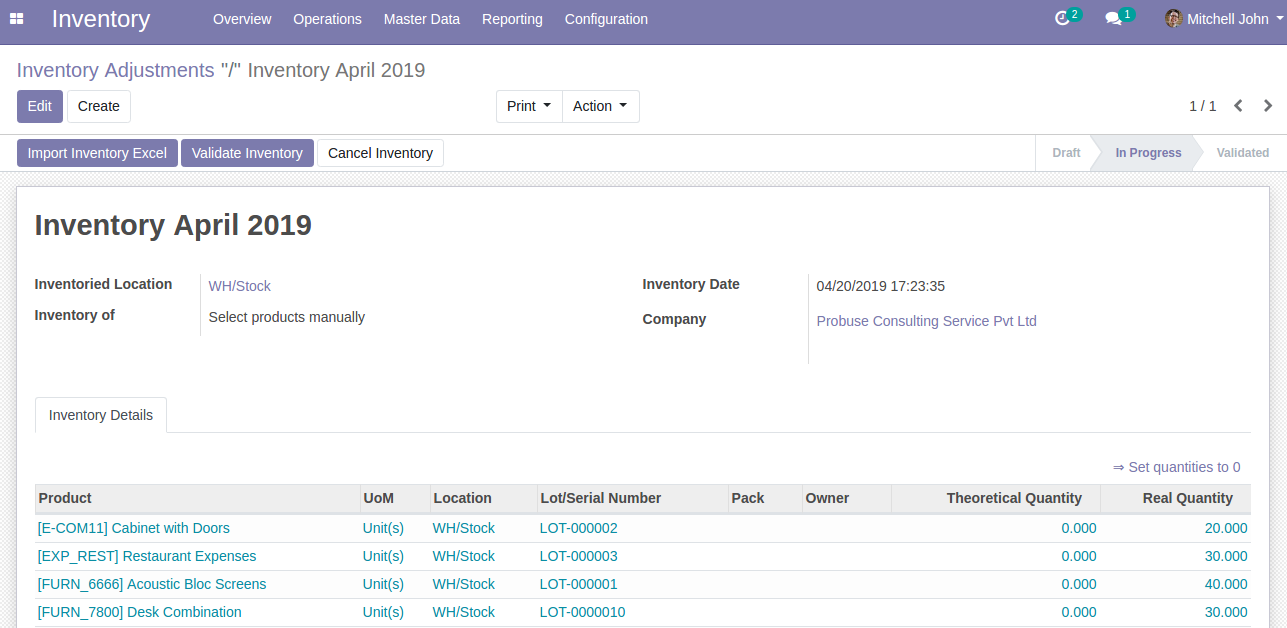 Inventory Overview Operations Master Data Reporting Configuration 2 1 Mitchell John
Inventory Adjustments "/" Inventory April 2019
Edit Create Print Action 1 / 1
Import Inventory Excel Validate Inventory Cancel Inventory Draft In Progress Validated
Inventory April 2019
Inventoried Location WH/Stock Inventory Date 04/20/2019 17:23:35
Inventory of Select products manually Company Probuse Consulting Service Pvt Ltd
Inventory Details
⇒ Set quantities to 0
Product UoM Location Lot/Serial Number Pack Owner Theoretical Quantity Real Quantity
[E-COM11] Cabinet with Doors Unit(s) WH/Stock LOT-000002 0.000 20.000
[EXP_REST] Restaurant Expenses Unit(s) WH/Stock LOT-000003 0.000 30.000
[FURN_6666] Acoustic Bloc Screens Unit(s) WH/Stock LOT-000001 0.000 40.000
[FURN_7800] Desk Combination Unit(s) WH/Stock LOT-0000010 0.000 30.000